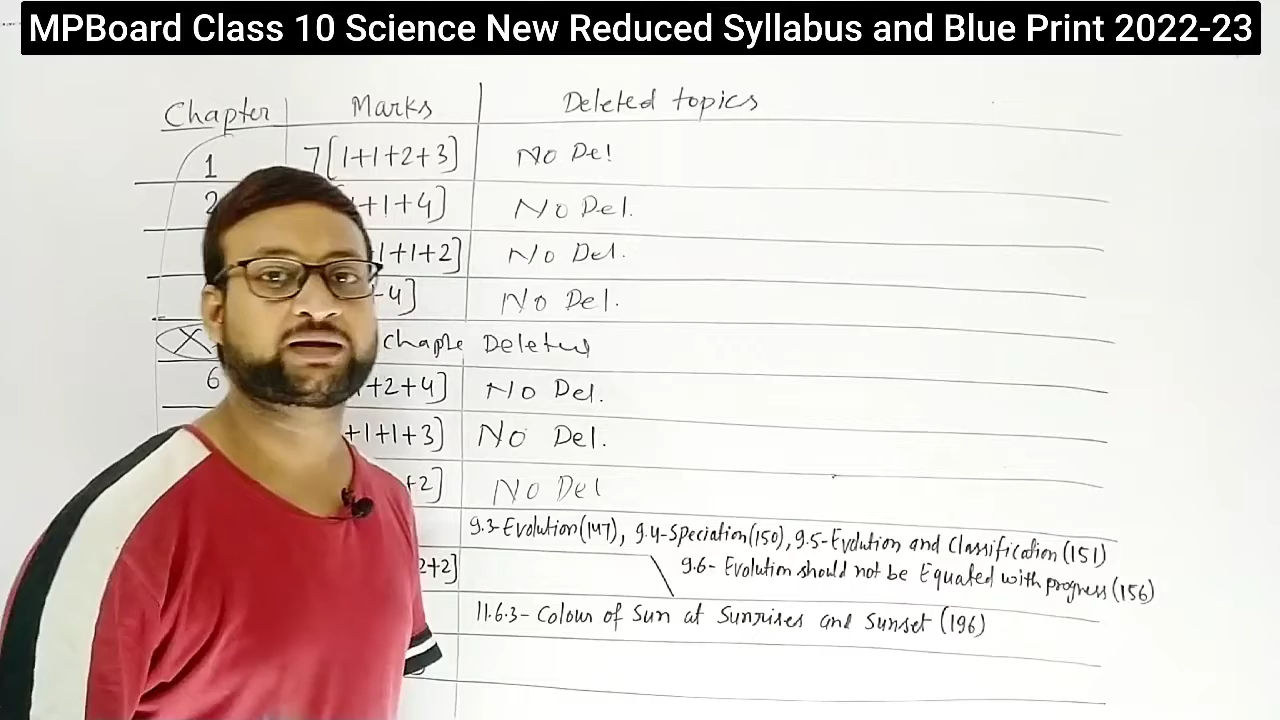 MPBoard Class 10 Science New Reduced Syllabus and Blue Print 2022-23
Chapter Marks Deleted topics
1 7[1+1+2+3] No Del
2 +1+4] No Del.
1+1+2] No Del.
4] No Del.
X chapte Deleted
6 +2+4] No Del.
+1+1+3] No Del.
+2] No Del
9.3-Evolution(147), 9.4-Speciation(150), 9.5-Evolution and Classification(151)
2+2] 9.6- Evolution should not be Equated with progress(156)
11.6.3- Colour of Sun at Sunrises and Sunset (196)